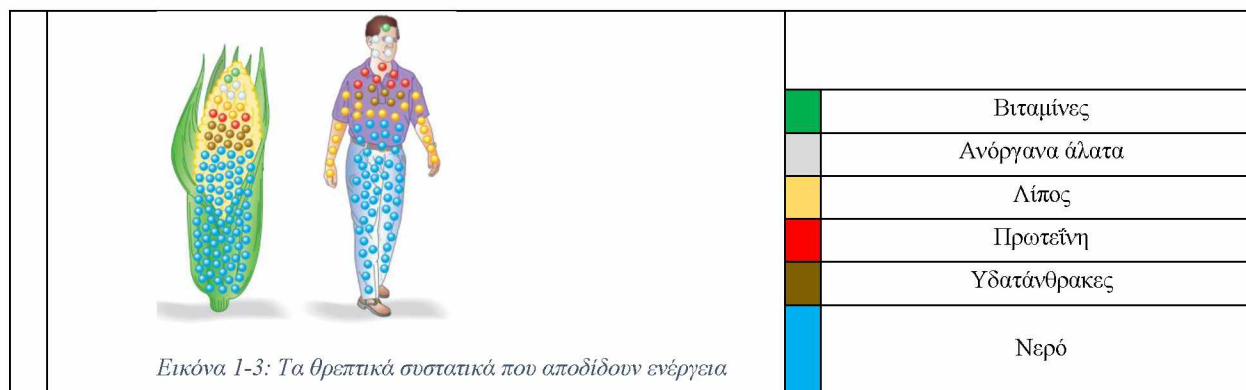 Βιταμίνες
Ανόργανα άλατα
Λίπος
Πρωτεΐνη
Υδατάνθρακες
Νερό
Εικόνα 1-3: Τα θρεπτικά συστατικά που αποδίδουν ενέργεια